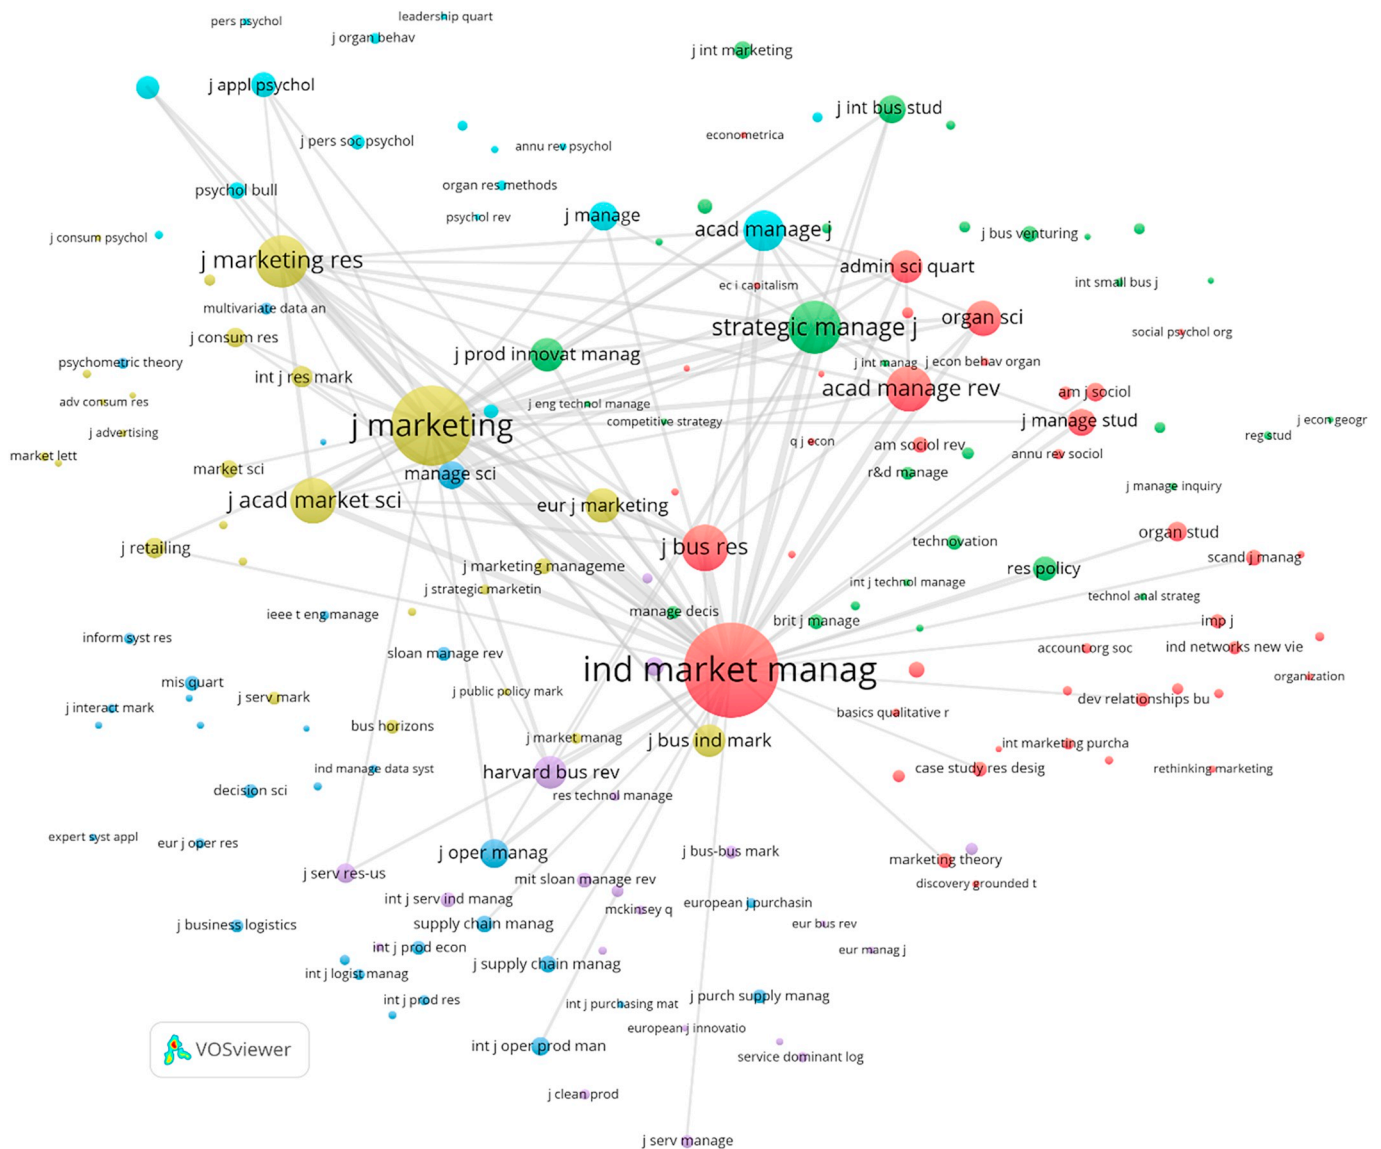 pers psychol
leadership quart
j organ behav
j int marketing
j appl psychol
j int bus stud
econometrica
j pers soc psychol
annu rev psychol
organ res methods
psychol bull
psychol rev
j manage
acad manage j
j bus venturing
j consum psychol
j marketing res
admin sci quart
int small bus j
ec i capitalism
multivariate data an
organ sci
strategic manage j
social psychol org
j consum res
j prod innovat manag
psychometric theory
j int manag
j econ behav organ
int j res mark
acad manage rev
am j sociol
adv consum res
j eng technol manage
competitive strategy
j manage stud
j econ geogr
j marketing
j advertising
q j econ
am sociol rev
reg stud
market lett
annu rev sociol
market sci
manage sci
r&d manage
j manage inquiry
j acad market sci
eur j marketing
organ stud
technovation
j retailing
j bus res
scand j manag
j marketing manageme
res policy
int j technol manage
j strategic marketin
technol anal strateg
manage decis
ieee t eng manage
brit j manage
imp j
inform syst res
account org soc
ind networks new vie
sloan manage rev
ind market manag
organization
mis quart
j public policy mark
j serv mark
dev relationships bu
j interact mark
basics qualitative r
bus horizons
j market manag
j bus ind mark
int marketing purcha
ind manage data syst
harvard bus rev
case study res desig
rethinking marketing
decision sci
res technol manage
expert syst appl
eur j oper res
j oper manag
j bus-bus mark
marketing theory
j serv res-us
mit sloan manage rev
discovery grounded t
int j serv ind manag
mckinsey q
european j purchasin
j business logistics
supply chain manag
eur bus rev
int j prod econ
eur manag j
int j logist manag
j supply chain manag
int j prod res
int j purchasing mat
j purch supply manag
european j innovatio
VOSviewer
int j oper prod man
service dominant log
j clean prod
j serv manage